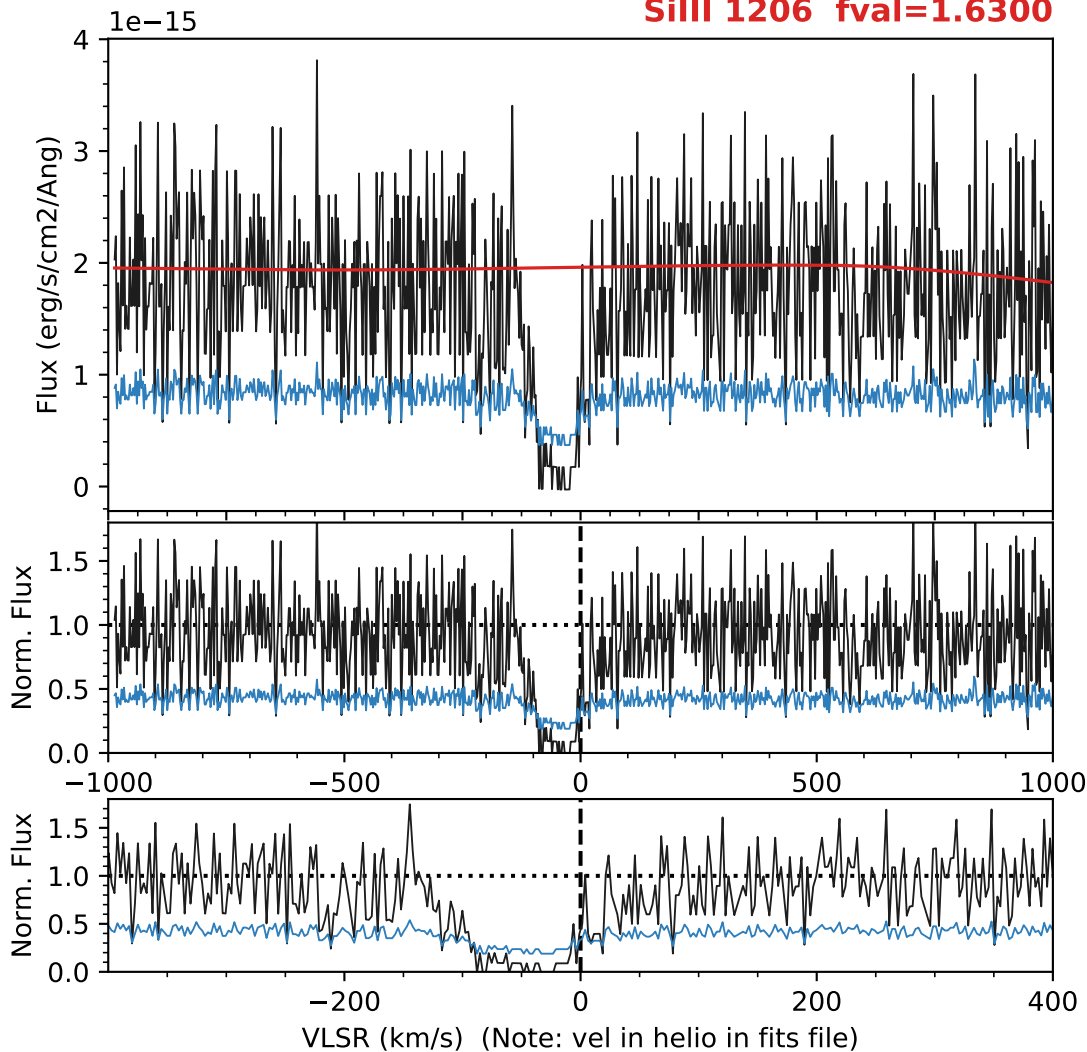 SiIII 1206 fval=1.6300
1e−15
4
3
2
1
0
Flux (erg/s/cm2/Ang)
1.5
1.0
0.5
0.0
Norm. Flux
−1000 −500 0 500 1000
1.5
1.0
0.5
0.0
Norm. Flux
−200 0 200 400
VLSR (km/s) (Note: vel in helio in fits file)